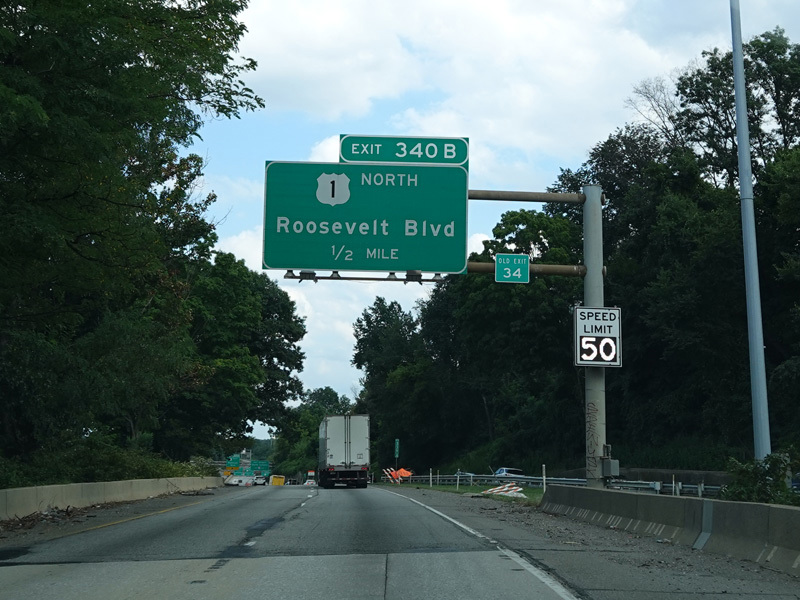 EXIT 340 B
1 NORTH
Roosevelt Blvd
1/2 MILE
OLD EXIT
34
SPEED
LIMIT
50